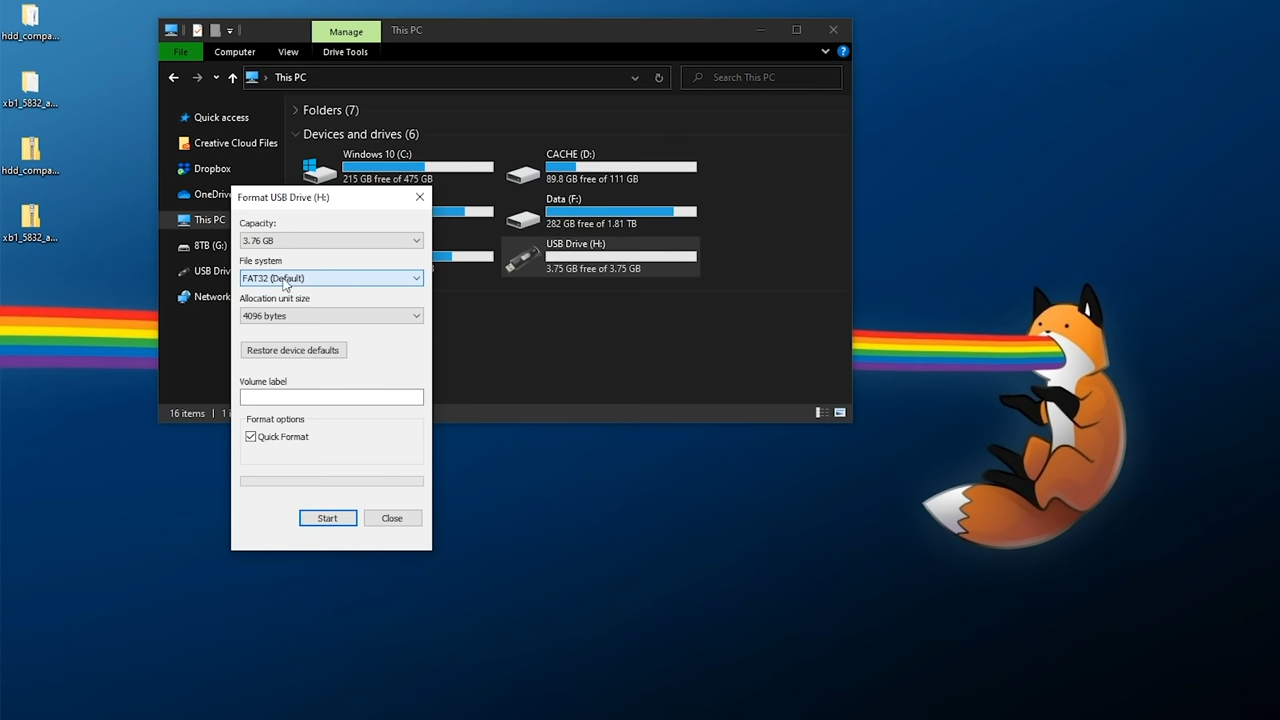 hdd_compa...
xb1_5832_a...
hdd_compa...
xb1_5832_a...
Manage
This PC
File
Computer
View
Drive Tools
This PC
Search This PC
Quick access
Creative Cloud Files
Dropbox
OneDriv
This PC
8TB (G:)
USB Driv
Network
Folders (7)
Devices and drives (6)
Windows 10 (C:)
215 GB free of 475 GB
CACHE (D:)
89.8 GB free of 111 GB
Data (F:)
282 GB free of 1.81 TB
USB Drive (H:)
3.75 GB free of 3.75 GB
16 items
Format USB Drive (H:)
Capacity:
3.76 GB
File system
FAT32 (Default)
Allocation unit size
4096 bytes
Restore device defaults
Volume label
Format options
Quick Format
Start
Close